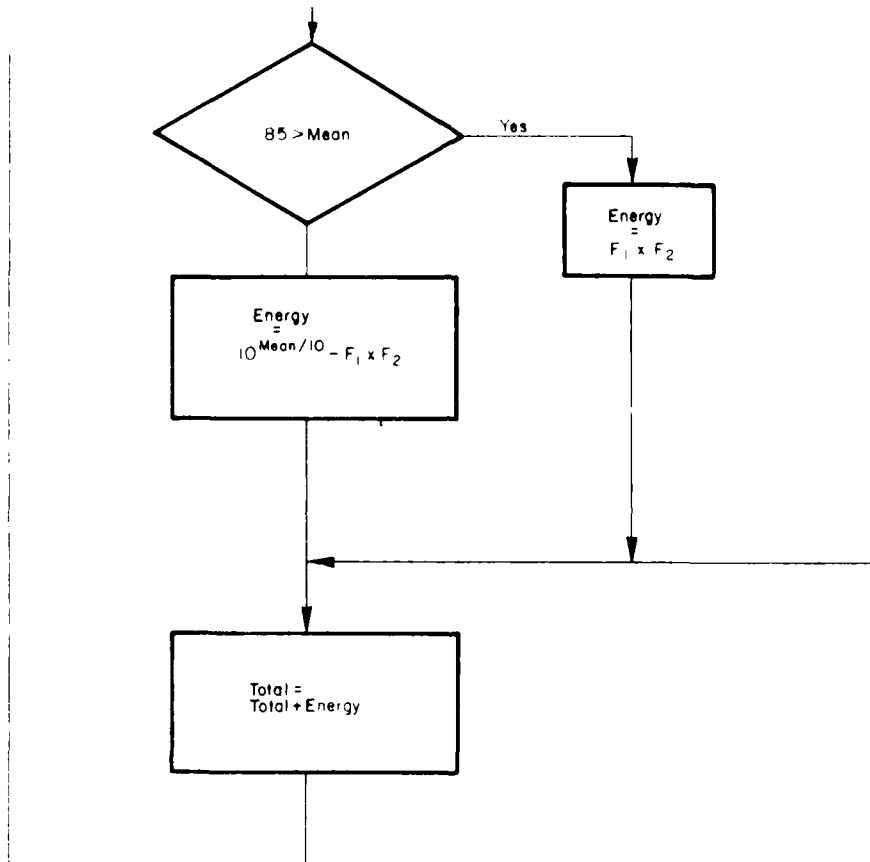 85 > Mean
Yes
Energy
=
F₁ x F₂
Energy
=
10^Mean/10 - F₁ x F₂
Total =
Total + Energy